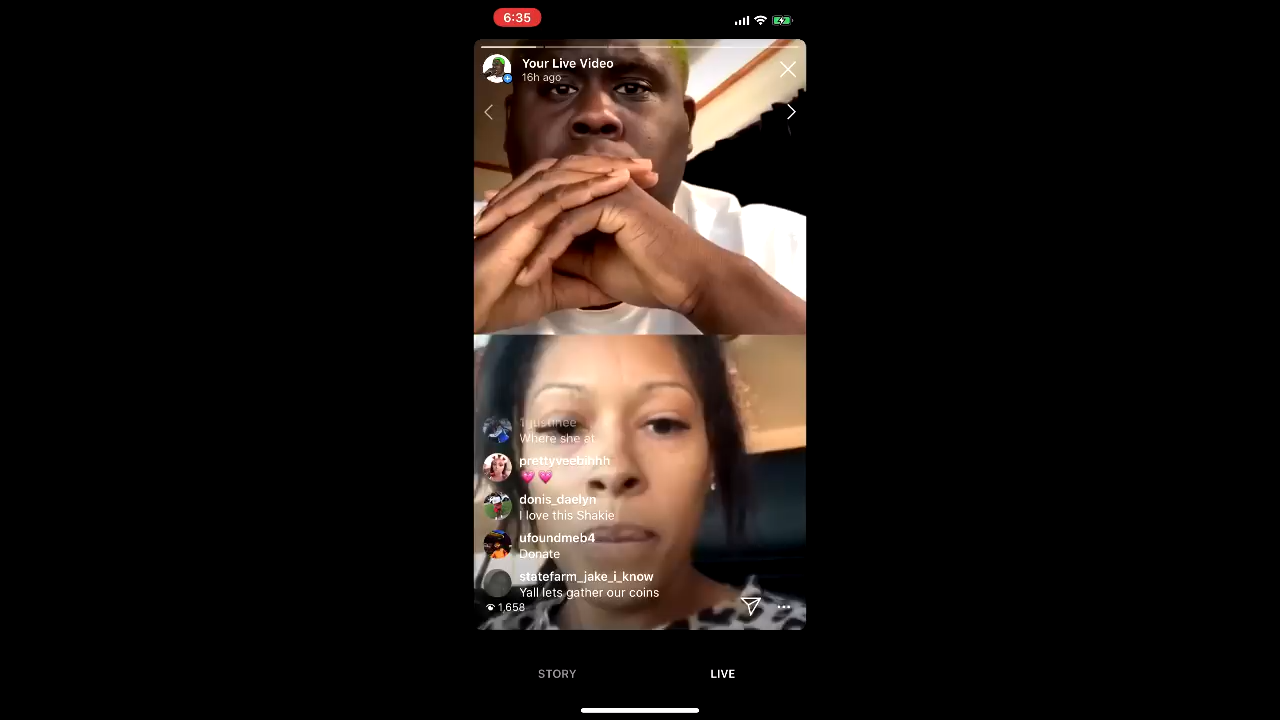 6:35
Your Live Video
16h ago
1justinee
Where she at
prettyveebihhh
💗💗
donis_daelyn
I love this Shakie
ufoundmeb4
Donate
statefarm_jake_i_know
Yall lets gather our coins
1,658
STORY
LIVE